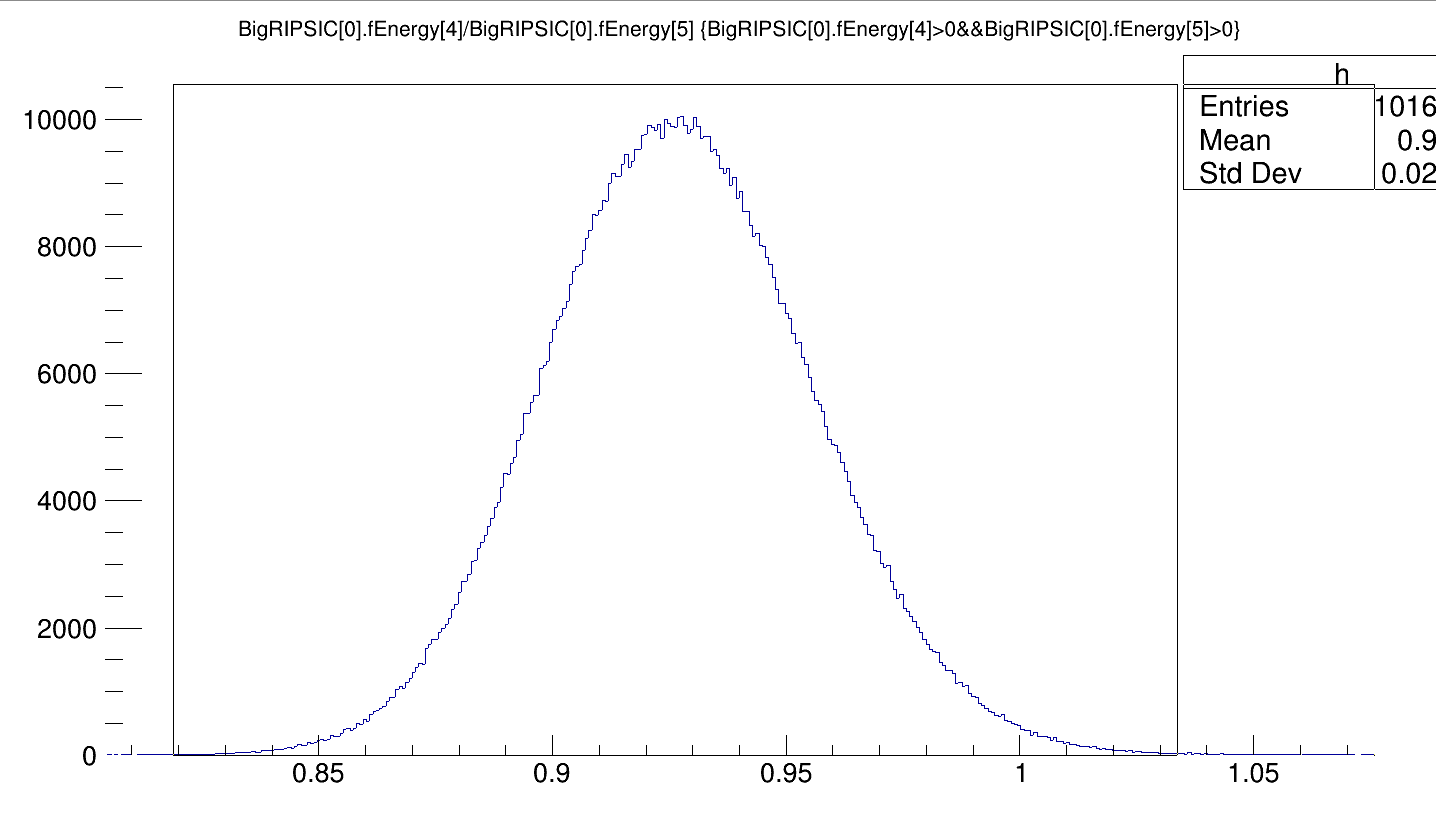 BigRIPSIC[0].fEnergy[4]/BigRIPSIC[0].fEnergy[5] {BigRIPSIC[0].fEnergy[4]>0&&BigRIPSIC[0].fEnergy[5]>0}
h
Entries 1016
Mean 0.9
Std Dev 0.02
10000
8000
6000
4000
2000
0
0.85 0.9 0.95 1 1.05